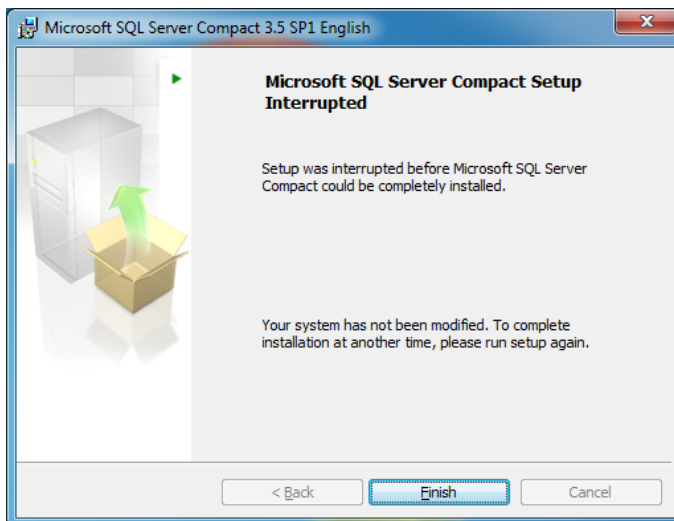 Microsoft SQL Server Compact 3.5 SP1 English
Microsoft SQL Server Compact Setup
Interrupted
Setup was interrupted before Microsoft SQL Server
Compact could be completely installed.
Your system has not been modified. To complete
installation at another time, please run setup again.
< Back
Finish
Cancel